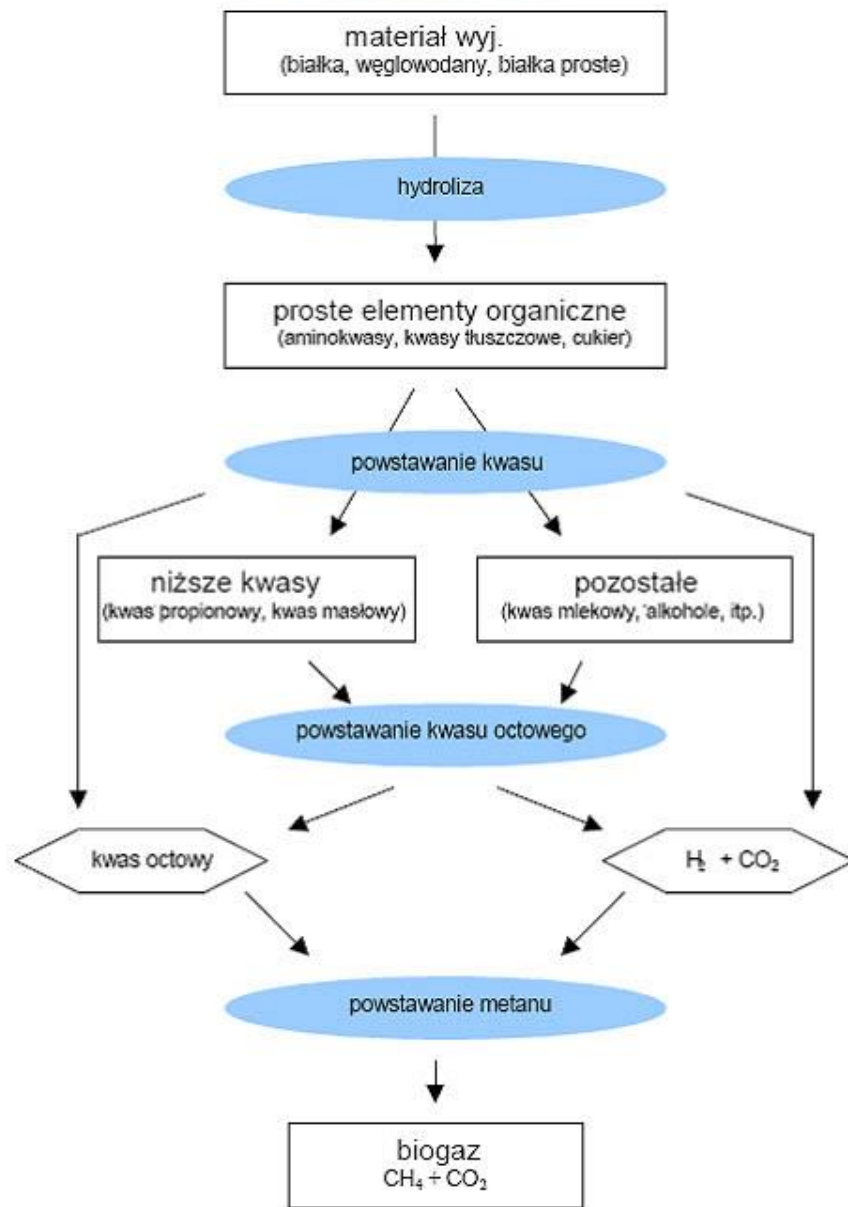 materiał wyj.
(białka, węglowodany, białka proste)
hydroliza
proste elementy organiczne
(aminokwasy, kwasy tłuszczowe, cukier)
powstawanie kwasu
niższe kwasy
(kwas propionowy, kwas masłowy)
pozostałe
(kwas mlekowy, alkohole, itp.)
powstawanie kwasu octowego
kwas octowy
H₂ + CO₂
powstawanie metanu
biogaz
CH₄ + CO₂